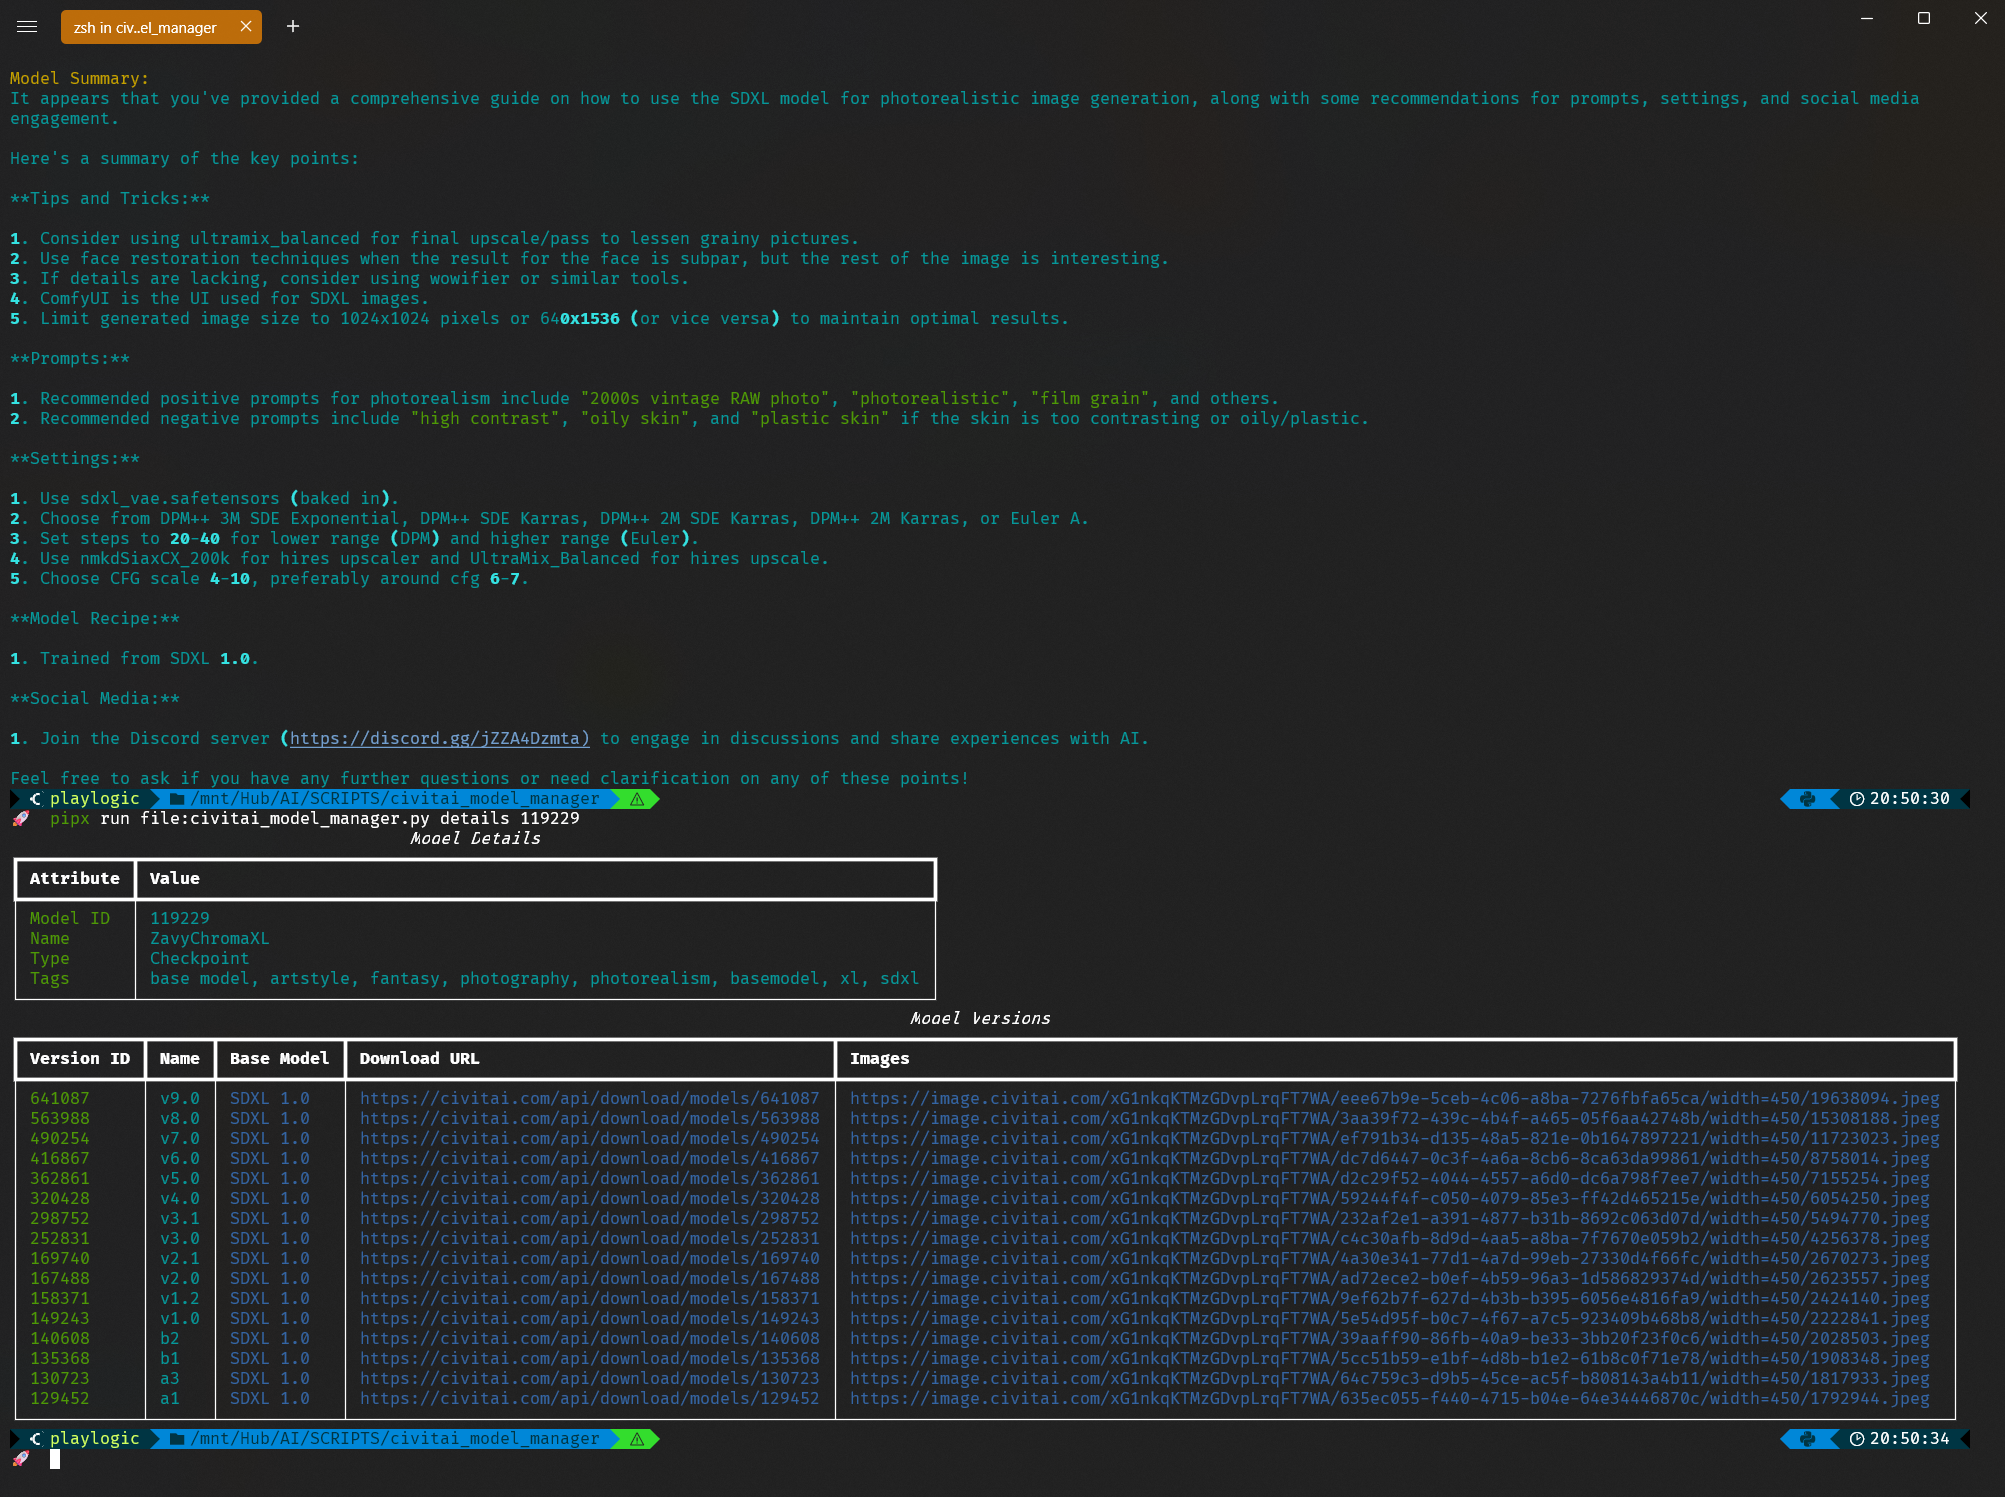 zsh in civ..el_manager
Model Summary:
It appears that you've provided a comprehensive guide on how to use the SDXL model for photorealistic image generation, along with some recommendations for prompts, settings, and social media
engagement.
Here's a summary of the key points:
**Tips and Tricks:**
1. Consider using ultramix_balanced for final upscale/pass to lessen grainy pictures.
2. Use face restoration techniques when the result for the face is subpar, but the rest of the image is interesting.
3. If details are lacking, consider using wowifier or similar tools.
4. ComfyUI is the UI used for SDXL images.
5. Limit generated image size to 1024x1024 pixels or 640x1536 (or vice versa) to maintain optimal results.
**Prompts:**
1. Recommended positive prompts for photorealism include "2000s vintage RAW photo", "photorealistic", "film grain", and others.
2. Recommended negative prompts include "high contrast", "oily skin", and "plastic skin" if the skin is too contrasting or oily/plastic.
**Settings:**
1. Use sdxl_vae.safetensors (baked in).
2. Choose from DPM++ 3M SDE Exponential, DPM++ SDE Karras, DPM++ 2M SDE Karras, DPM++ 2M Karras, or Euler A.
3. Set steps to 20-40 for lower range (DPM) and higher range (Euler).
4. Use nmkdSiaxCX_200k for hires upscaler and UltraMix_Balanced for hires upscale.
5. Choose CFG scale 4-10, preferably around cfg 6-7.
**Model Recipe:**
1. Trained from SDXL 1.0.
**Social Media:**
1. Join the Discord server (https://discord.gg/jZZA4Dzmta) to engage in discussions and share experiences with AI.
Feel free to ask if you have any further questions or need clarification on any of these points!
playlogic /mnt/Hub/AI/SCRIPTS/civitai_model_manager 20:50:30
pipx run file:civitai_model_manager.py details 119229
Model Details
Attribute Value
Model ID 119229
Name ZavyChromaXL
Type Checkpoint
Tags base model, artstyle, fantasy, photography, photorealism, basemodel, xl, sdxl
Model Versions
Version ID Name Base Model Download URL Images
641087 v9.0 SDXL 1.0 https://civitai.com/api/download/models/641087 https://image.civitai.com/xG1nkqKTMzGDvpLrqFT7WA/eee67b9e-5ceb-4c06-a8ba-7276fbfa65ca/width=450/19638094.jpeg
563988 v8.0 SDXL 1.0 https://civitai.com/api/download/models/563988 https://image.civitai.com/xG1nkqKTMzGDvpLrqFT7WA/3aa39f72-439c-4b4f-a465-05f6aa42748b/width=450/15308188.jpeg
490254 v7.0 SDXL 1.0 https://civitai.com/api/download/models/490254 https://image.civitai.com/xG1nkqKTMzGDvpLrqFT7WA/ef791b34-d135-48a5-821e-0b1647897221/width=450/11723023.jpeg
416867 v6.0 SDXL 1.0 https://civitai.com/api/download/models/416867 https://image.civitai.com/xG1nkqKTMzGDvpLrqFT7WA/dc7d6447-0c3f-4a6a-8cb6-8ca63da99861/width=450/8758014.jpeg
362861 v5.0 SDXL 1.0 https://civitai.com/api/download/models/362861 https://image.civitai.com/xG1nkqKTMzGDvpLrqFT7WA/d2c29f52-4044-4557-a6d0-dc6a798f7ee7/width=450/7155254.jpeg
320428 v4.0 SDXL 1.0 https://civitai.com/api/download/models/320428 https://image.civitai.com/xG1nkqKTMzGDvpLrqFT7WA/59244f4f-c050-4079-85e3-ff42d465215e/width=450/6054250.jpeg
298752 v3.1 SDXL 1.0 https://civitai.com/api/download/models/298752 https://image.civitai.com/xG1nkqKTMzGDvpLrqFT7WA/232af2e1-a391-4877-b31b-8692c063d07d/width=450/5494770.jpeg
252831 v3.0 SDXL 1.0 https://civitai.com/api/download/models/252831 https://image.civitai.com/xG1nkqKTMzGDvpLrqFT7WA/c4c30afb-8d9d-4aa5-a8ba-7f7670e059b2/width=450/4256378.jpeg
169740 v2.1 SDXL 1.0 https://civitai.com/api/download/models/169740 https://image.civitai.com/xG1nkqKTMzGDvpLrqFT7WA/4a30e341-77d1-4a7d-99eb-27330d4f66fc/width=450/2670273.jpeg
167488 v2.0 SDXL 1.0 https://civitai.com/api/download/models/167488 https://image.civitai.com/xG1nkqKTMzGDvpLrqFT7WA/ad72ece2-b0ef-4b59-96a3-1d586829374d/width=450/2623557.jpeg
158371 v1.2 SDXL 1.0 https://civitai.com/api/download/models/158371 https://image.civitai.com/xG1nkqKTMzGDvpLrqFT7WA/9ef62b7f-627d-4b3b-b395-6056e4816fa9/width=450/2424140.jpeg
149243 v1.0 SDXL 1.0 https://civitai.com/api/download/models/149243 https://image.civitai.com/xG1nkqKTMzGDvpLrqFT7WA/5e54d95f-b0c7-4f67-a7c5-923409b468b8/width=450/2222841.jpeg
140608 b2 SDXL 1.0 https://civitai.com/api/download/models/140608 https://image.civitai.com/xG1nkqKTMzGDvpLrqFT7WA/39aaff90-86fb-40a9-be33-3bb20f23f0c6/width=450/2028503.jpeg
135368 b1 SDXL 1.0 https://civitai.com/api/download/models/135368 https://image.civitai.com/xG1nkqKTMzGDvpLrqFT7WA/5cc51b59-e1bf-4d8b-b1e2-61b8c0f71e78/width=450/1908348.jpeg
130723 a3 SDXL 1.0 https://civitai.com/api/download/models/130723 https://image.civitai.com/xG1nkqKTMzGDvpLrqFT7WA/64c759c3-d9b5-45ce-ac5f-b808143a4b11/width=450/1817933.jpeg
129452 a1 SDXL 1.0 https://civitai.com/api/download/models/129452 https://image.civitai.com/xG1nkqKTMzGDvpLrqFT7WA/635ec055-f440-4715-b04e-64e34446870c/width=450/1792944.jpeg
playlogic /mnt/Hub/AI/SCRIPTS/civitai_model_manager 20:50:34